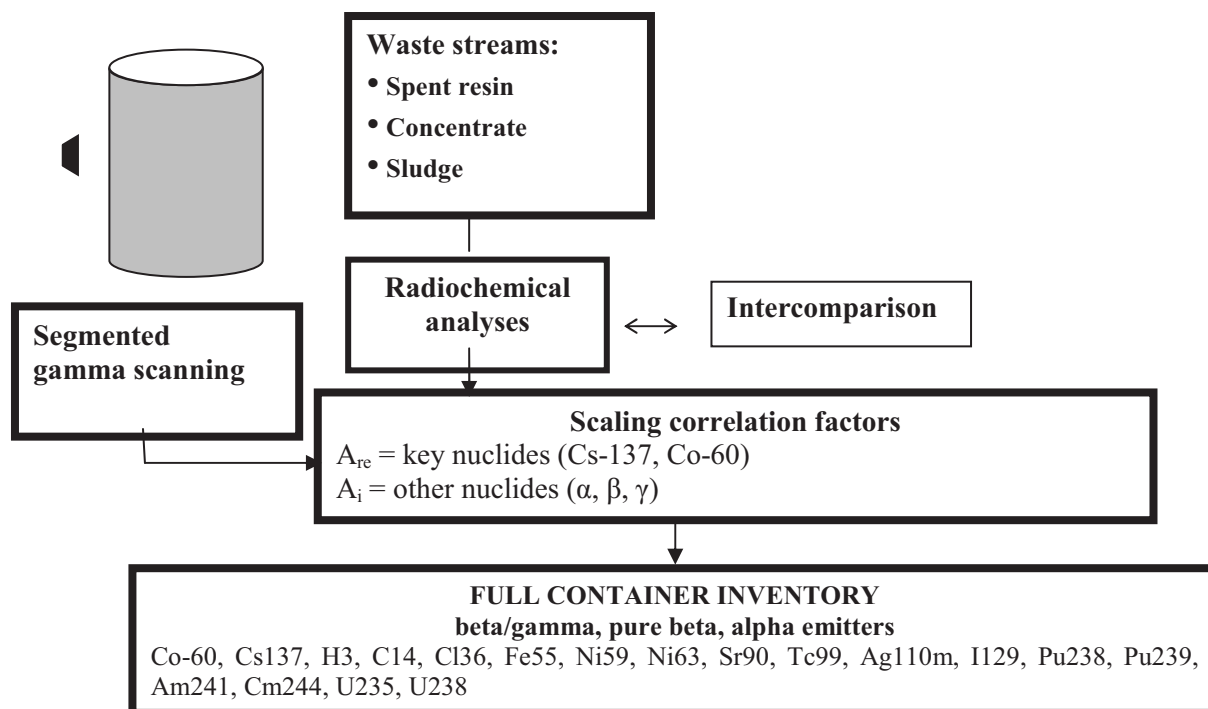 Waste streams:
• Spent resin
• Concentrate
• Sludge
Radiochemical
analyses
Intercomparison
Segmented
gamma scanning
Scaling correlation factors
A_re = key nuclides (Cs-137, Co-60)
A_i = other nuclides (α, β, γ)
FULL CONTAINER INVENTORY
beta/gamma, pure beta, alpha emitters
Co-60, Cs137, H3, C14, Cl36, Fe55, Ni59, Ni63, Sr90, Tc99, Ag110m, I129, Pu238, Pu239,
Am241, Cm244, U235, U238